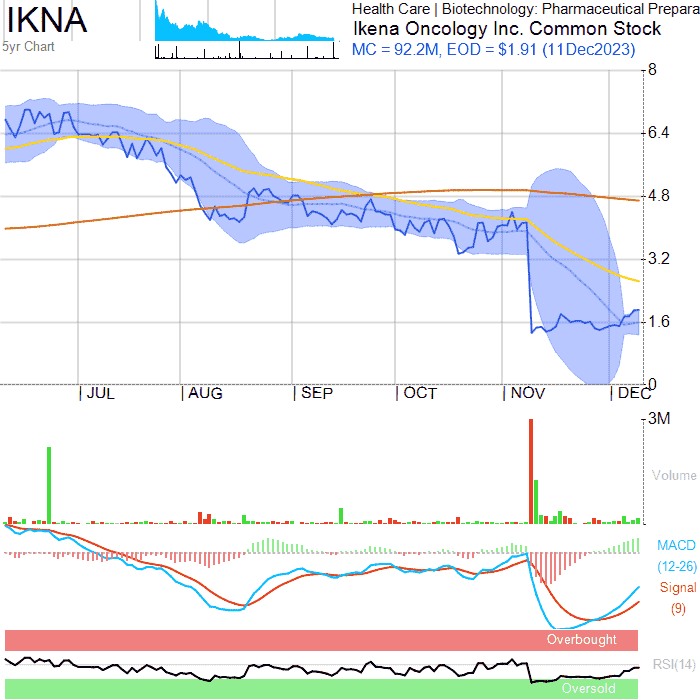 IKNA
5yr Chart
Health Care | Biotechnology: Pharmaceutical Prepara
Ikena Oncology Inc. Common Stock
MC = 92.2M, EOD = $1.91 (11Dec2023)
8
6.4
4.8
3.2
1.6
0
| JUL | AUG | SEP | OCT | NOV | DEC
3M
Volume
MACD
(12-26)
Signal
(9)
Overbought
RSI(14)
Oversold